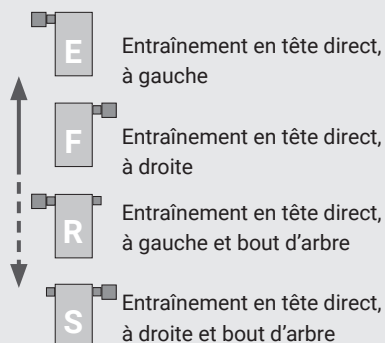 E
Entraînement en tête direct,
à gauche
F
Entraînement en tête direct,
à droite
R
Entraînement en tête direct,
à gauche et bout d'arbre
S
Entraînement en tête direct,
à droite et bout d'arbre